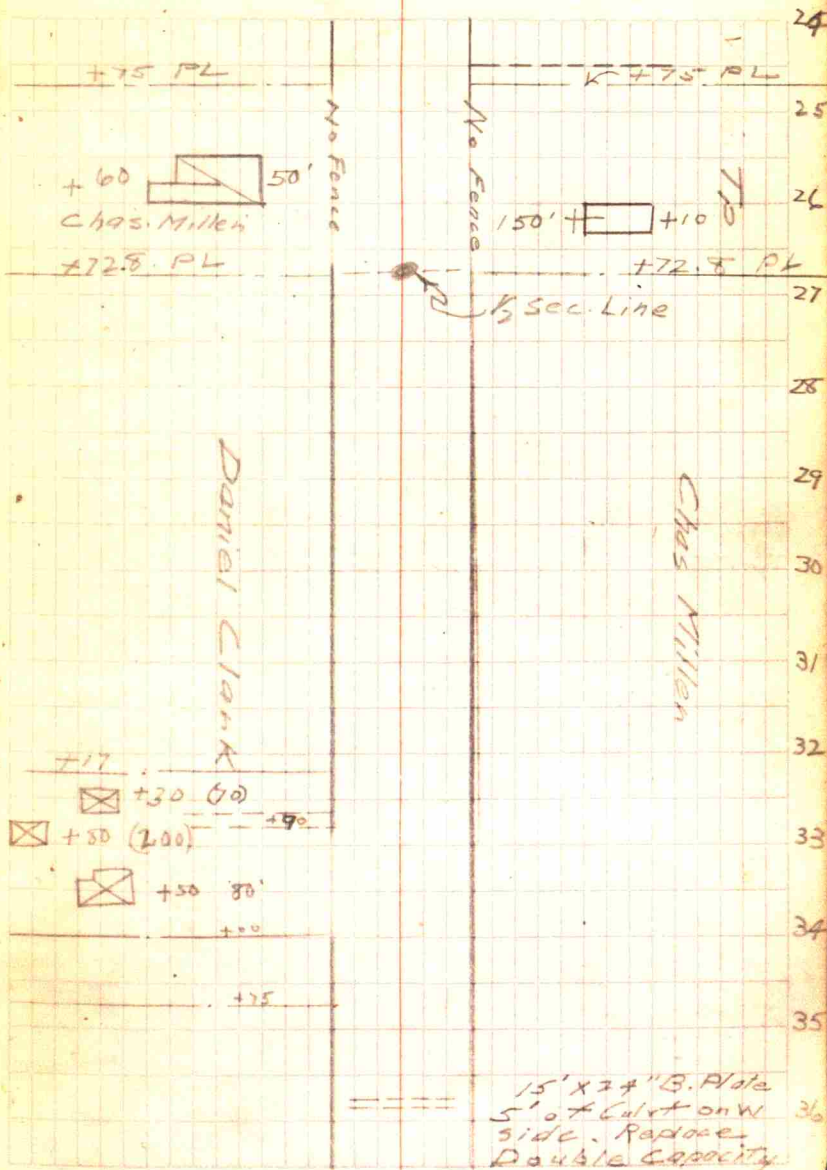 24
+75 PL
+75 PL
25
No Fence
No Fence
+ 60
50'
Chas. Miller
TP
26
150'
+10
+72.8 PL
+72.8 PL
27
1/2 Sec. Line
28
29
Daniel Clark
Chas Miller
30
31
32
+17
+30 (70)
+90
+80 (200)
33
+50 80'
+00
34
+75
35
15' X 24" B. Plate
5' of Culvt on W
side. Replace
36
Double Capacity